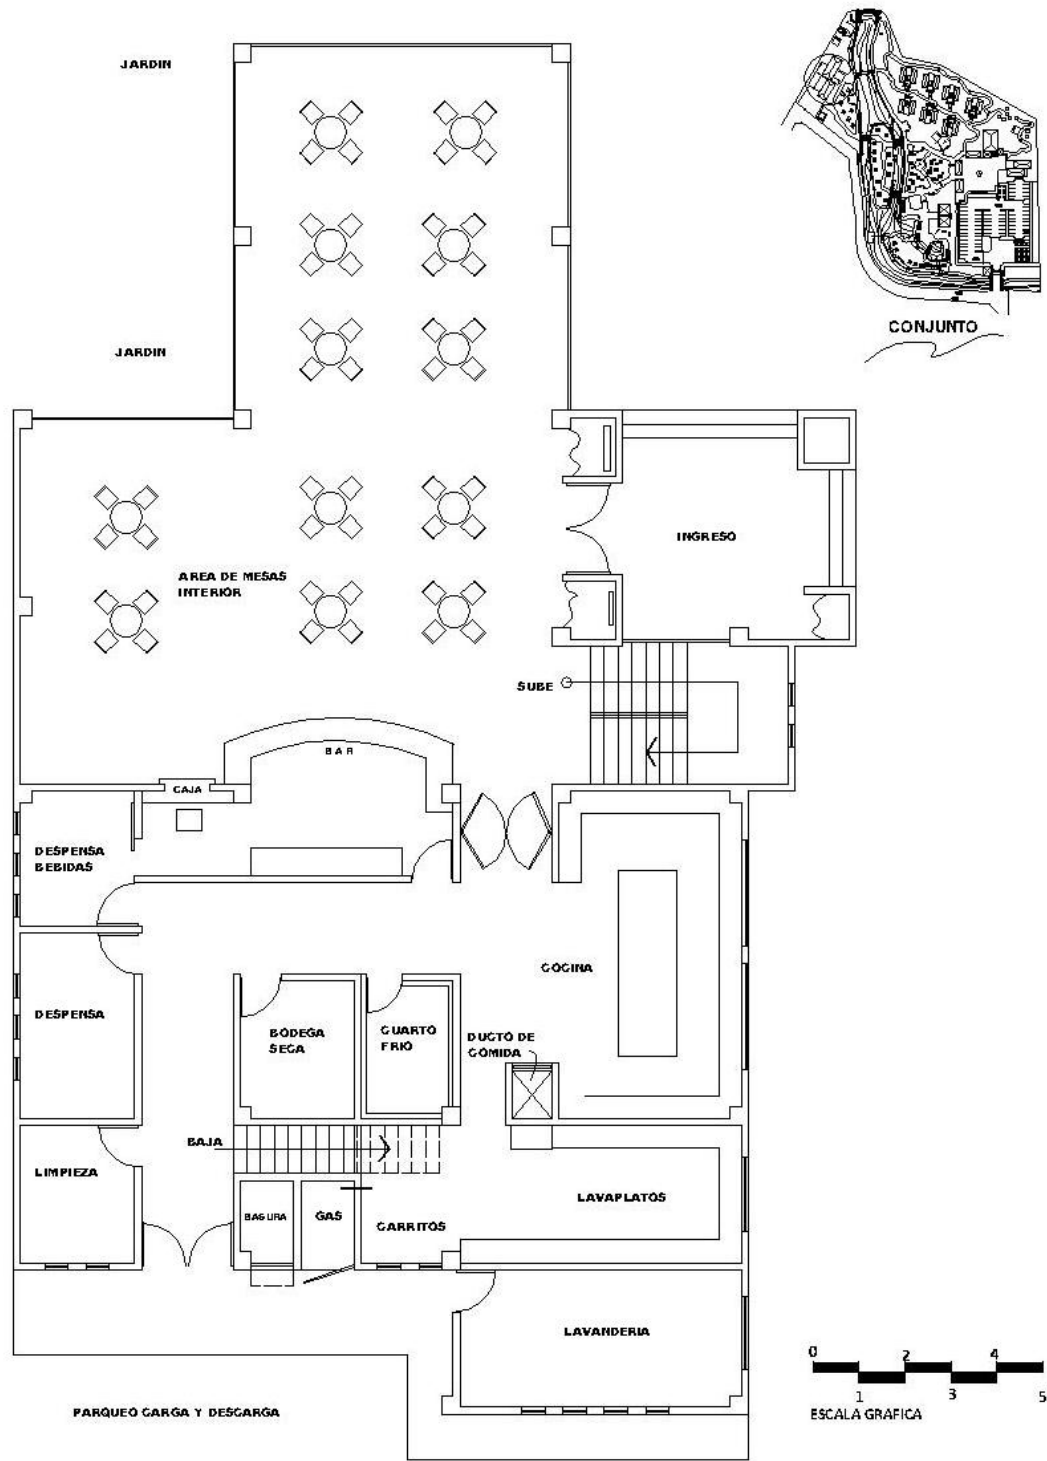 JARDIN
CONJUNTO
JARDIN
INGRESO
AREA DE MESAS
INTERIOR
SUBE
BAR
CAJA
DESPENSA
BEBIDAS
COCINA
DESPENSA
BODEGA
SECA
CUARTO
FRIO
DUCTO DE
COMIDA
BAJA
LIMPIEZA
LAVAPLATOS
BASURA
GAS
CARRITOS
LAVANDERIA
0 2 4
1 3 5
ESCALA GRAFICA
PARQUEO CARGA Y DESCARGA